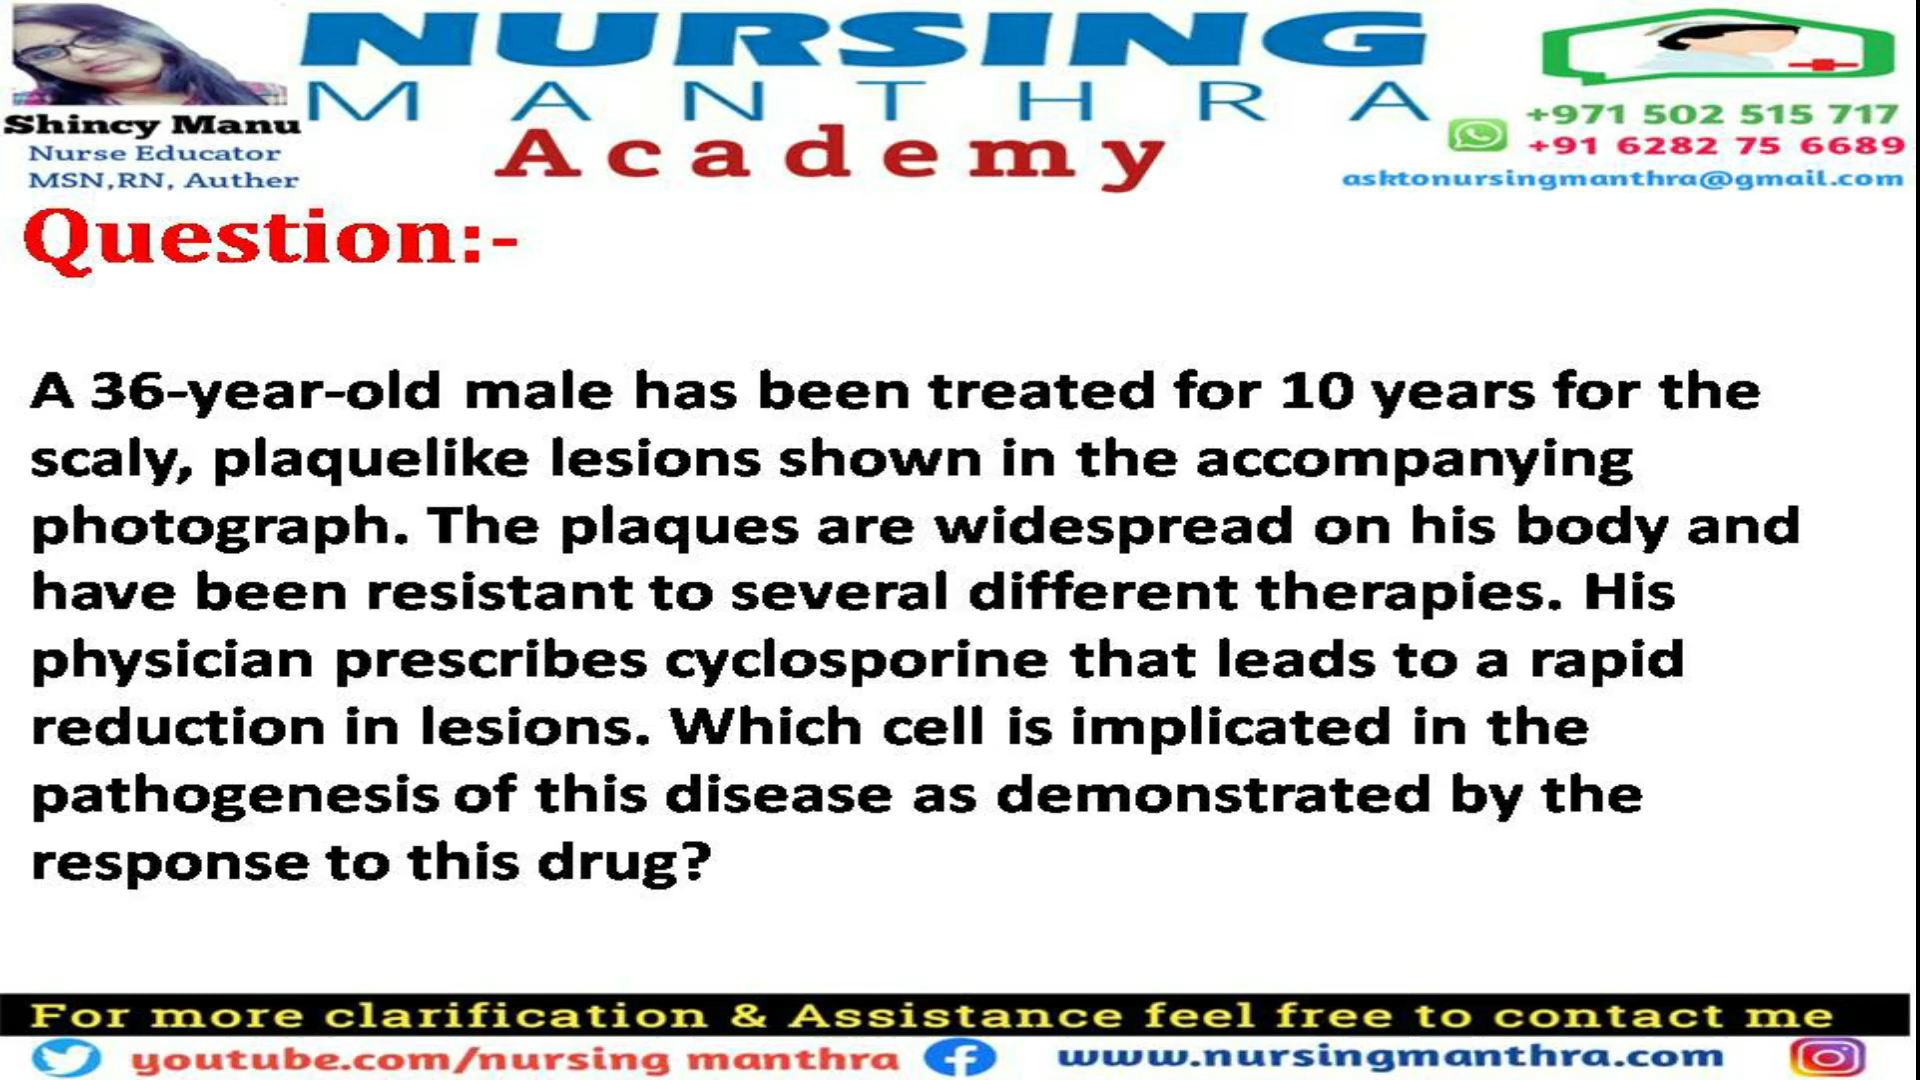 NURSING
MANTHRA
Academy
Shincy Manu
Nurse Educator
MSN,RN, Auther
+971 502 515 717
+91 6282 75 6689
asktonursingmanthra@gmail.com
Question:-
A 36-year-old male has been treated for 10 years for the
scaly, plaquelike lesions shown in the accompanying
photograph. The plaques are widespread on his body and
have been resistant to several different therapies. His
physician prescribes cyclosporine that leads to a rapid
reduction in lesions. Which cell is implicated in the
pathogenesis of this disease as demonstrated by the
response to this drug?
For more clarification & Assistance feel free to contact me
youtube.com/nursing manthra
www.nursingmanthra.com